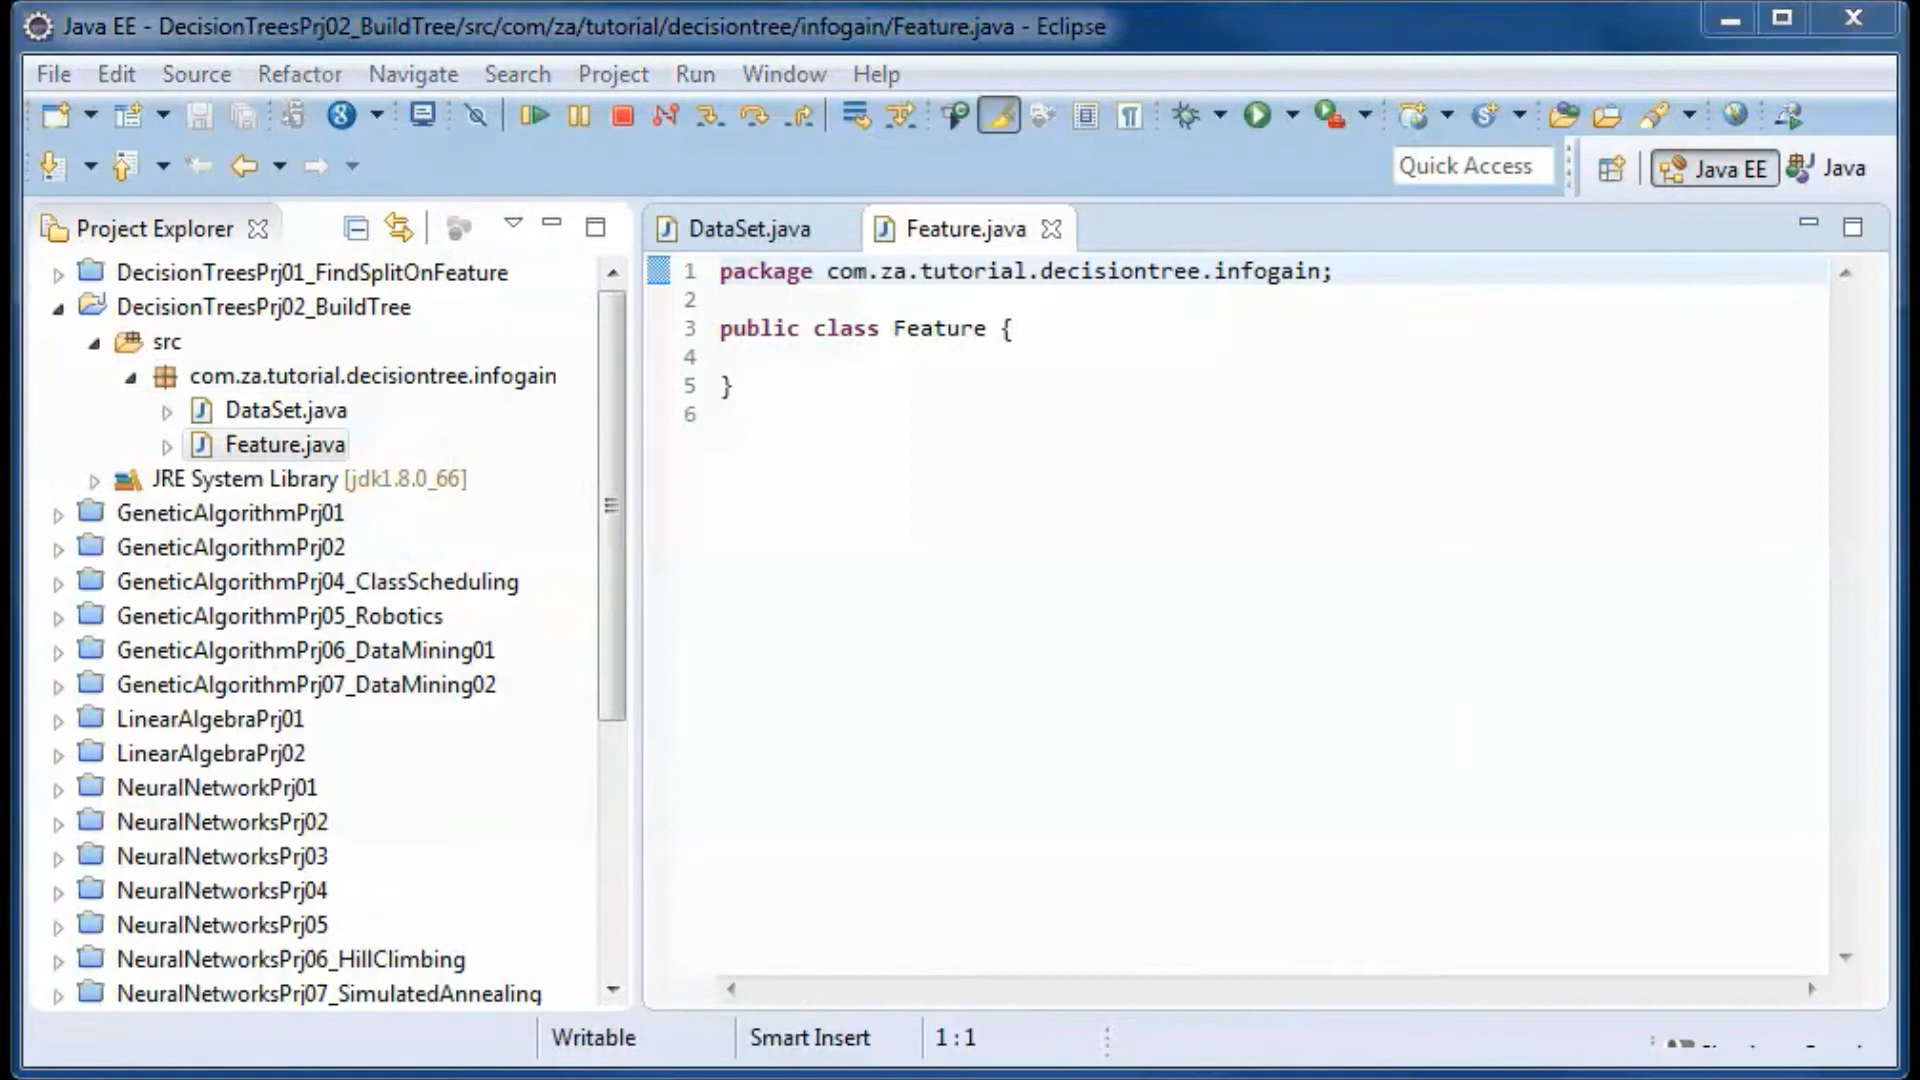 Java EE - DecisionTreesPrj02_BuildTree/src/com/za/tutorial/decisiontree/infogain/Feature.java - Eclipse
File Edit Source Refactor Navigate Search Project Run Window Help
Quick Access
Java EE
Java
Project Explorer
DecisionTreesPrj01_FindSplitOnFeature
DecisionTreesPrj02_BuildTree
src
com.za.tutorial.decisiontree.infogain
DataSet.java
Feature.java
JRE System Library [jdk1.8.0_66]
GeneticAlgorithmPrj01
GeneticAlgorithmPrj02
GeneticAlgorithmPrj04_ClassScheduling
GeneticAlgorithmPrj05_Robotics
GeneticAlgorithmPrj06_DataMining01
GeneticAlgorithmPrj07_DataMining02
LinearAlgebraPrj01
LinearAlgebraPrj02
NeuralNetworkPrj01
NeuralNetworksPrj02
NeuralNetworksPrj03
NeuralNetworksPrj04
NeuralNetworksPrj05
NeuralNetworksPrj06_HillClimbing
NeuralNetworksPrj07_SimulatedAnnealing
DataSet.java
Feature.java
1 package com.za.tutorial.decisiontree.infogain;
2
3 public class Feature {
4
5 }
6
Writable
Smart Insert
1 : 1